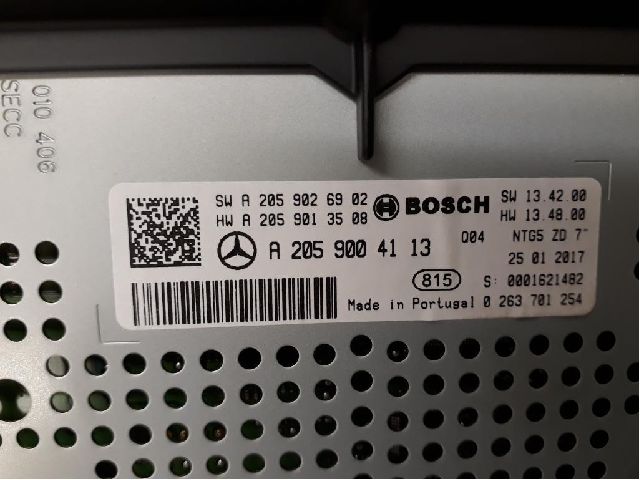 010 406
SECC
SW A 205 902 69 02
HW A 205 901 35 08
BOSCH
SW 13.42.00
HW 13.48.00
A 205 900 41 13
Q04
NTG5 ZD 7"
25 01 2017
815
S: 0001621482
Made in Portugal 0 263 701 254